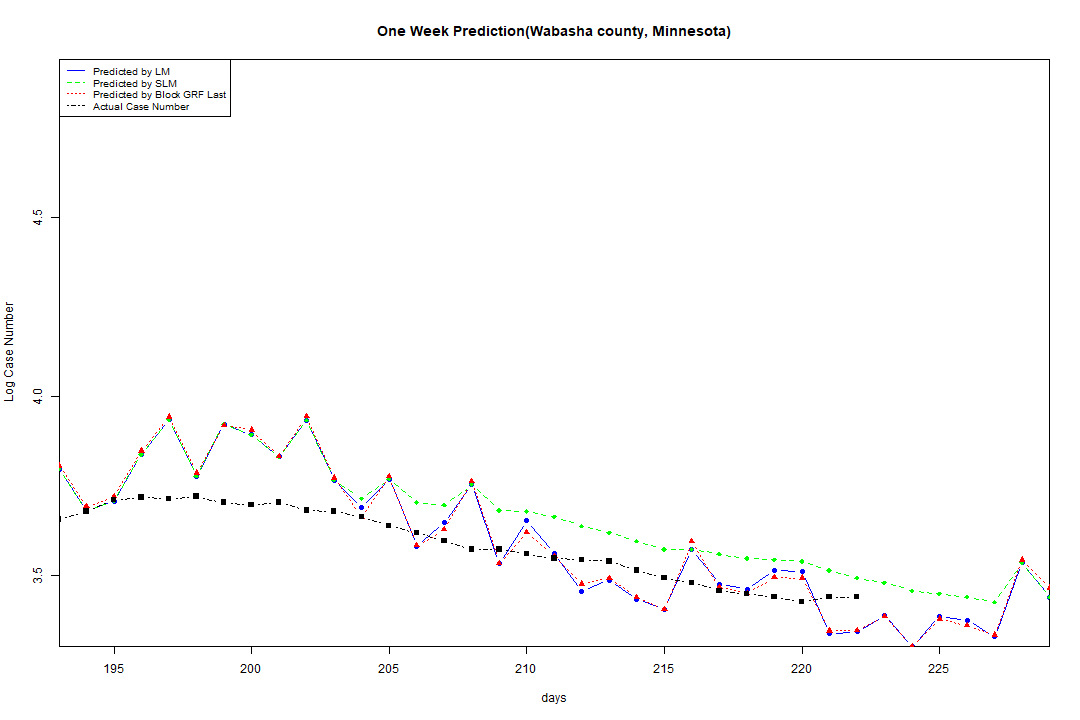 One Week Prediction(Wabasha county, Minnesota)
Predicted by LM
Predicted by SLM
Predicted by Block GRF Last
Actual Case Number
4.5
4.0
3.5
Log Case Number
195 200 205 210 215 220 225
days